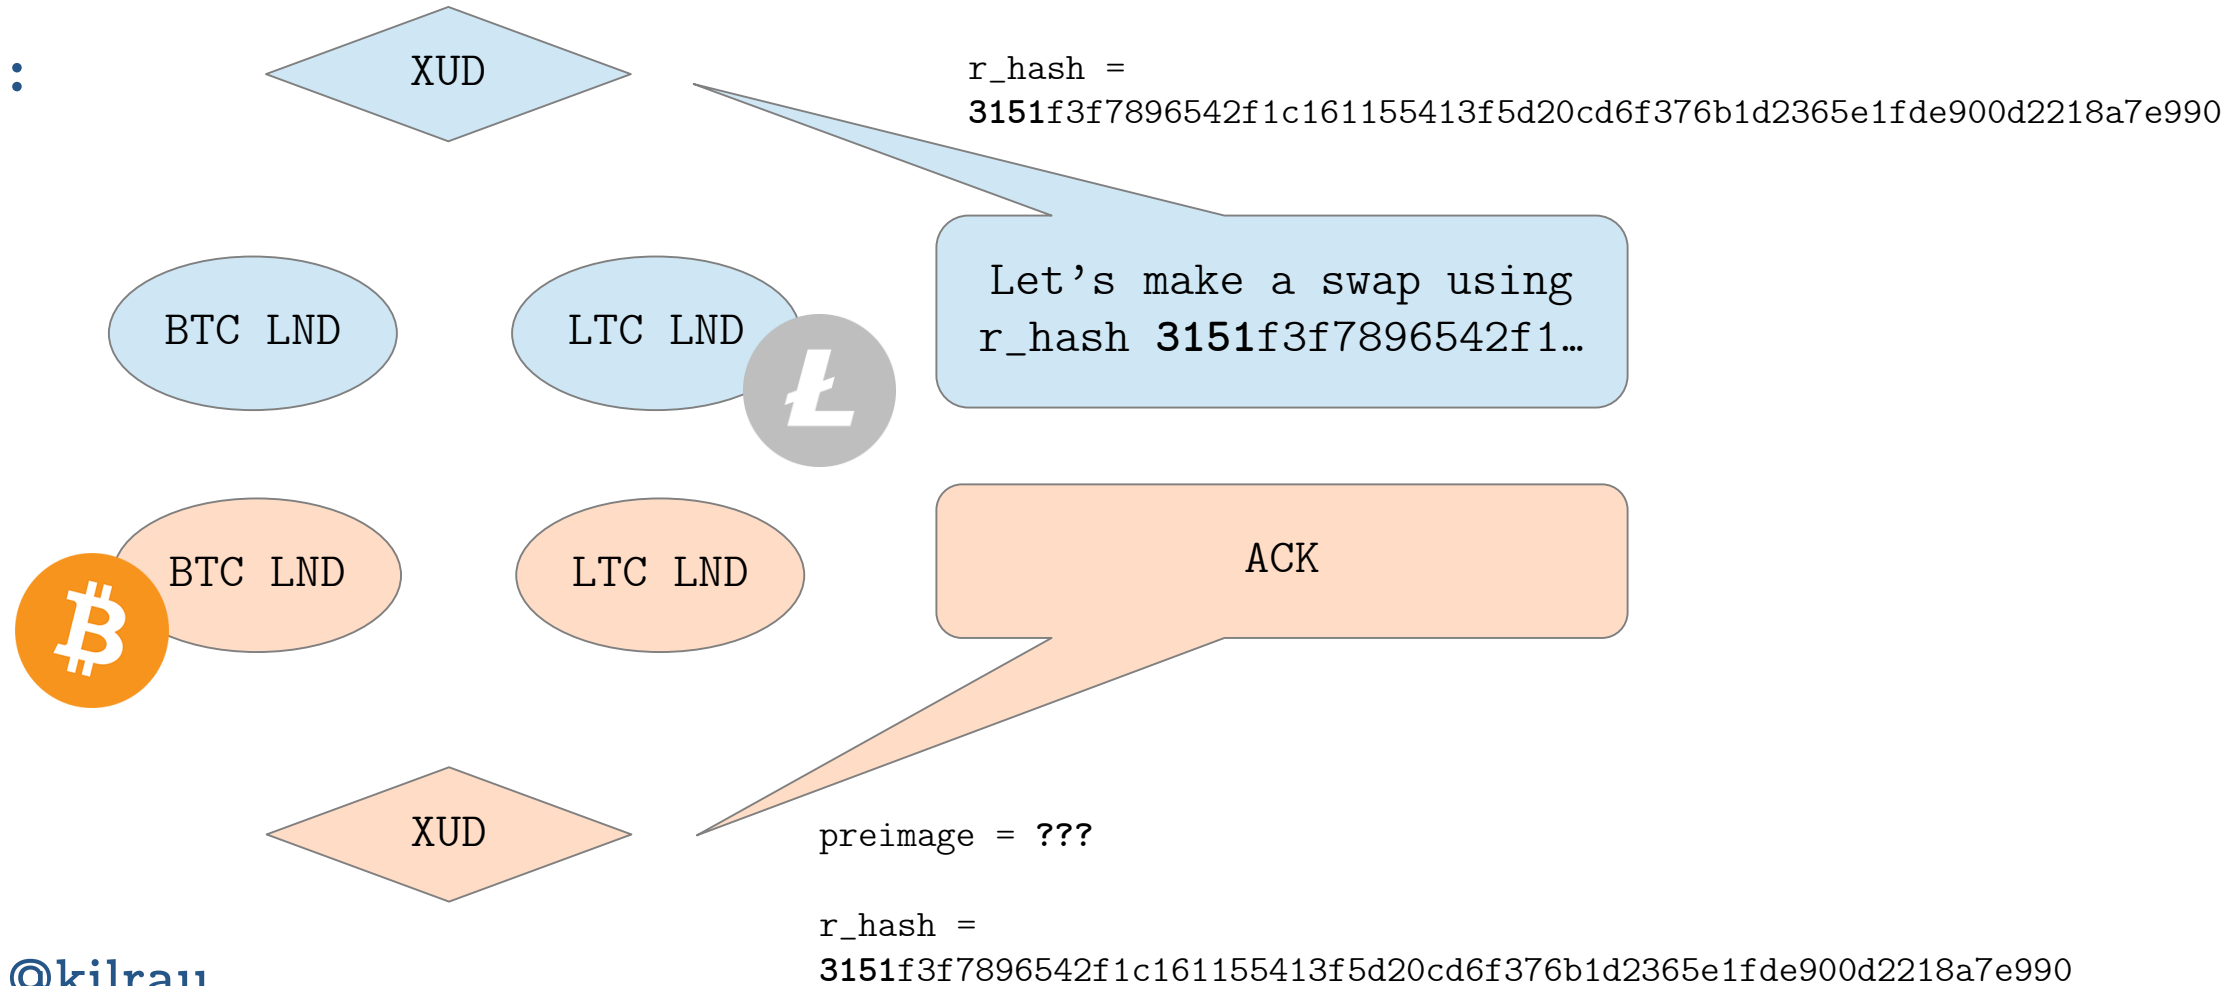 :
XUD
r_hash =
3151f3f7896542f1c161155413f5d20cd6f376b1d2365e1fde900d2218a7e990
Let’s make a swap using
r_hash 3151f3f7896542f1…
BTC LND
LTC LND
BTC LND
LTC LND
ACK
XUD
preimage = ???
r_hash =
3151f3f7896542f1c161155413f5d20cd6f376b1d2365e1fde900d2218a7e990
@kilrau